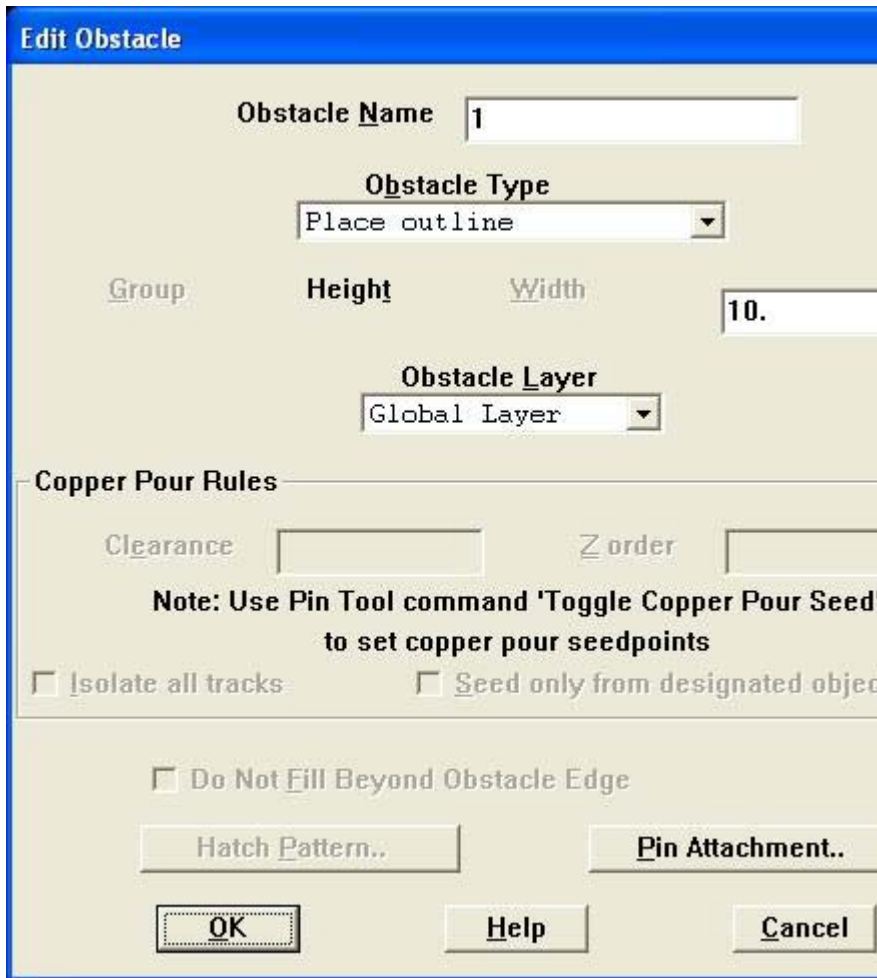 Edit Obstacle
Obstacle Name 1
Obstacle Type
Place outline
Group Height Width 10.
Obstacle Layer
Global Layer
Copper Pour Rules
Clearance Z order
Note: Use Pin Tool command 'Toggle Copper Pour Seed'
to set copper pour seedpoints
Isolate all tracks Seed only from designated objec
Do Not Fill Beyond Obstacle Edge
Hatch Pattern.. Pin Attachment..
OK Help Cancel